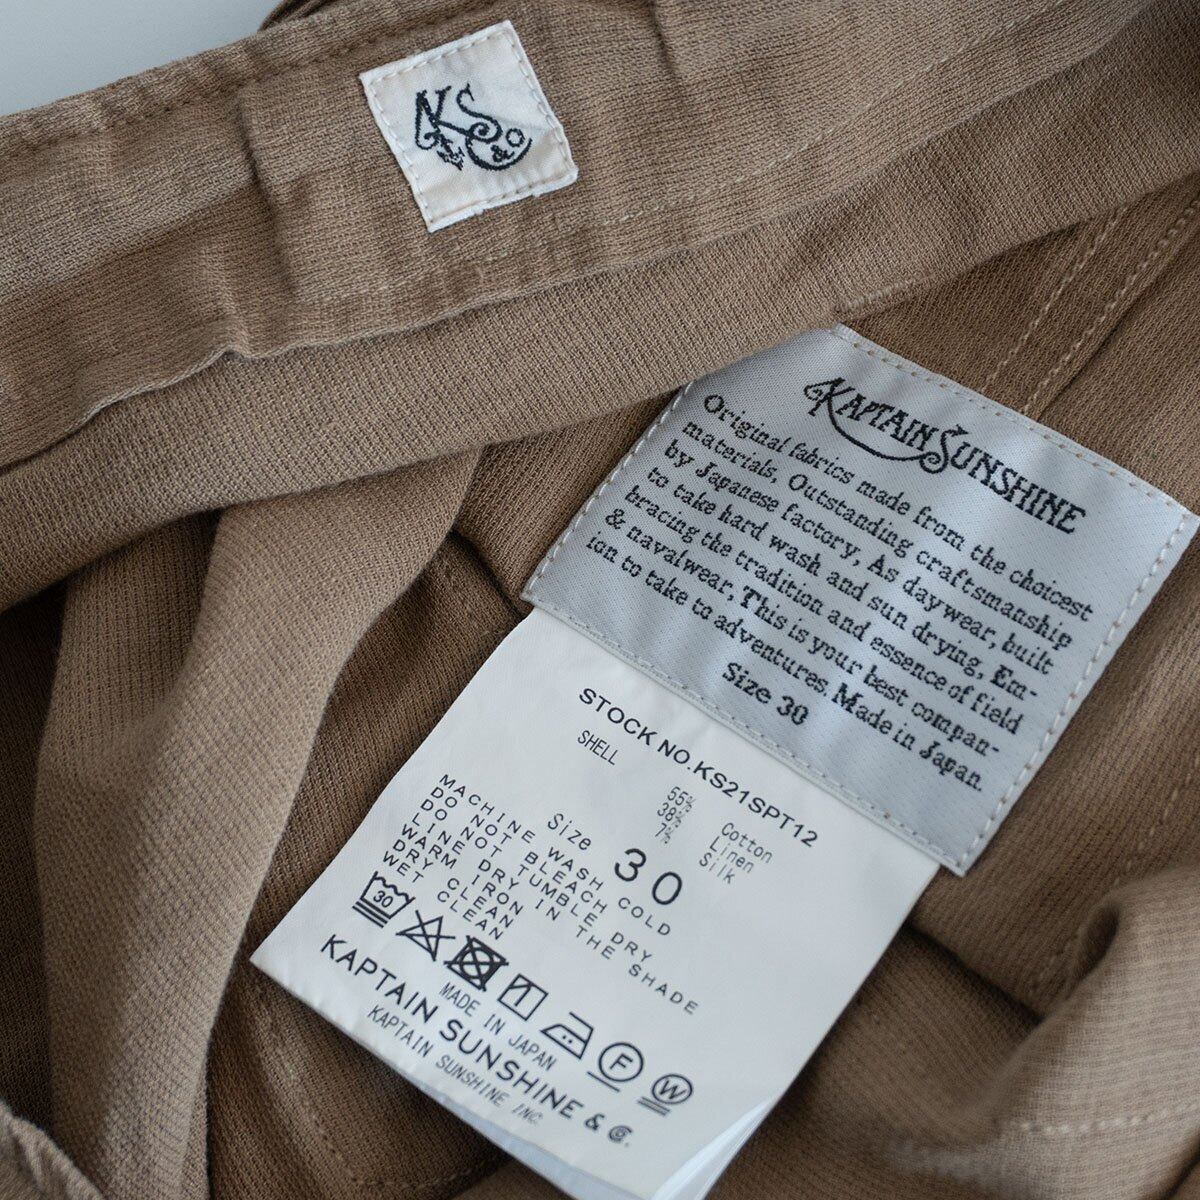 KS
& Co
KAPTAIN SUNSHINE
Original fabrics made from the choicest
materials, Outstanding craftsmanship
by Japanese factory, As daywear, built
to take hard wash and sun drying, Em-
bracing the tradition and essence of field
& navalwear, This is your best compan-
ion to take to adventures. Made in Japan.
Size 30
STOCK NO.KS21SPT12
SHELL
55% Cotton
38% Linen
7% Silk
Size 30
MACHINE WASH COLD
DO NOT BLEACH
DO NOT TUMBLE DRY
LINE DRY IN THE SHADE
WARM IRON
DRY CLEAN
WET CLEAN
30
F
W
MADE IN JAPAN
KAPTAIN SUNSHINE & Co.
KAPTAIN SUNSHINE INC.